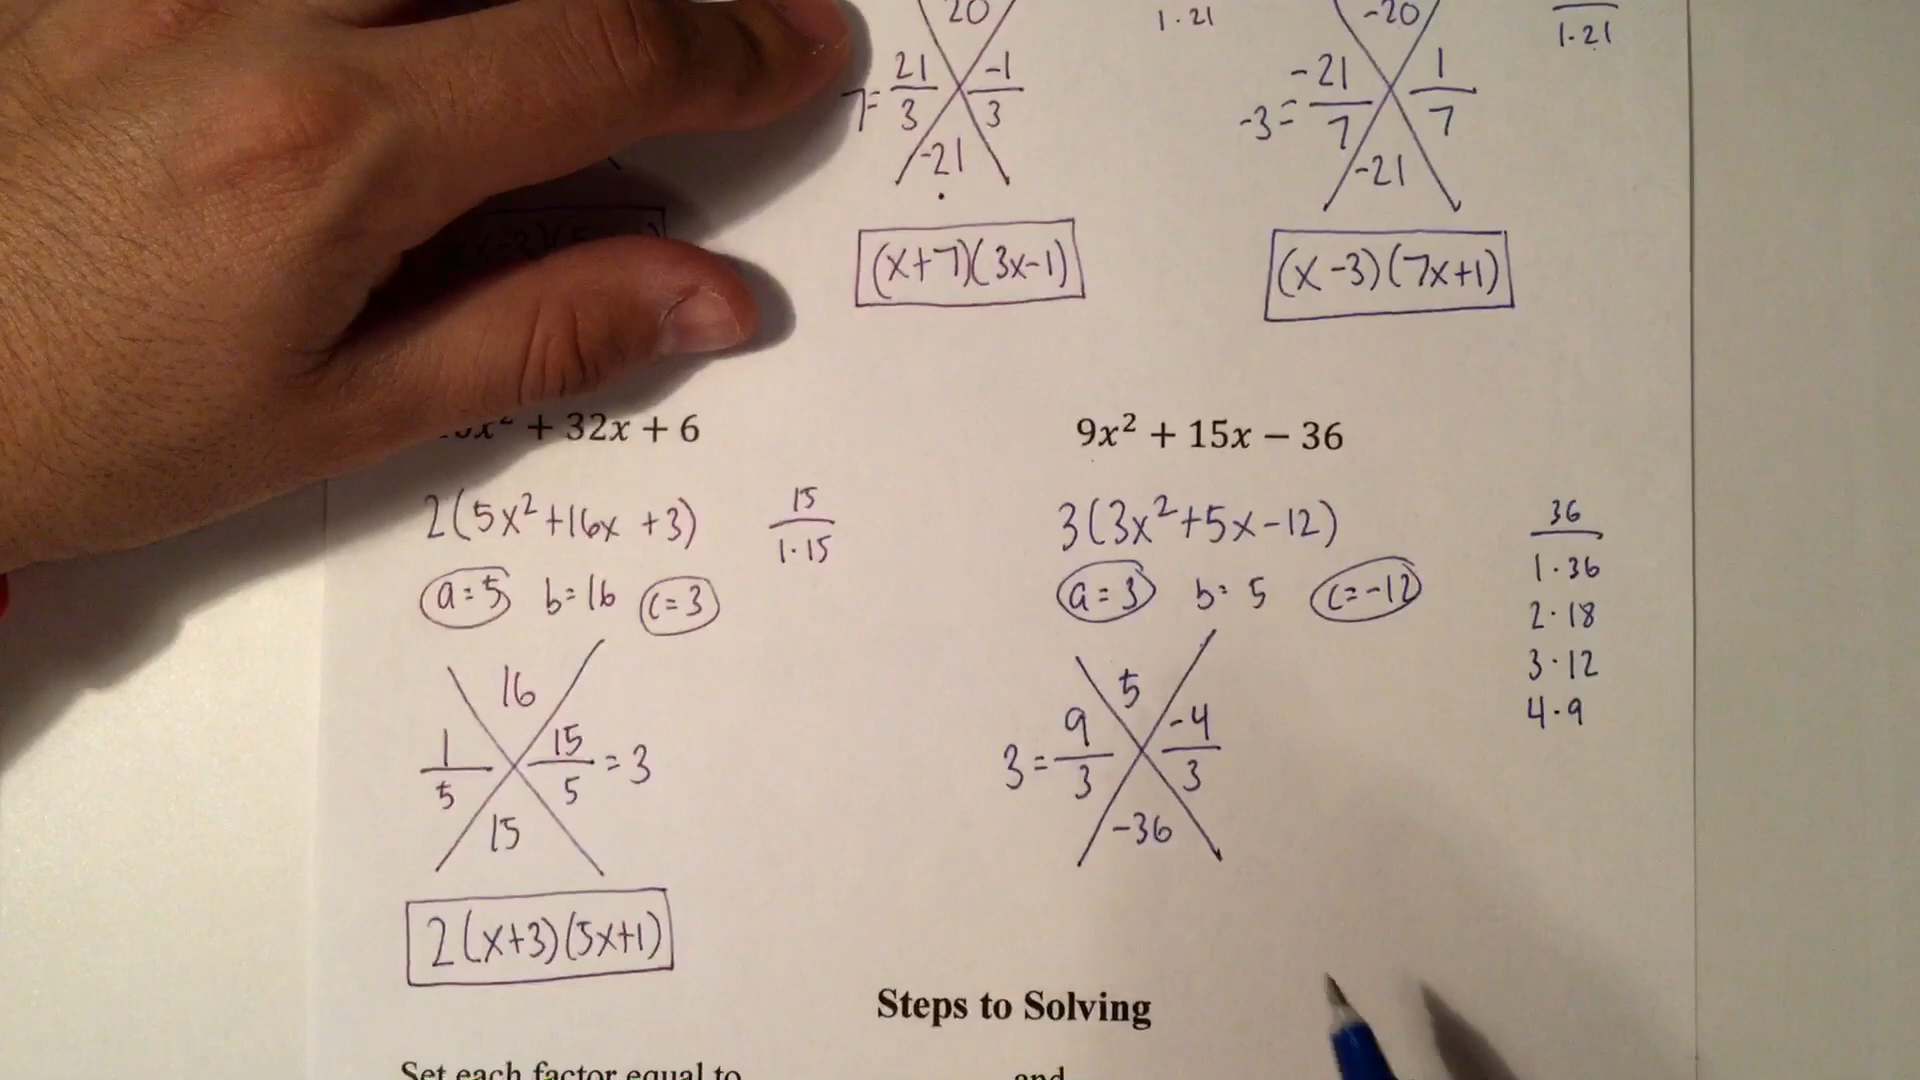 20
-20
1·21
1·21
7= 21/3 -1/3
-3= -21/7 1/7
-21
-21
(x+7)(3x-1)
(x-3)(7x+1)
+ 32x + 6
2(5x²+16x+3)
15
1·15
a=5 b=16 c=3
16
1/5 15/5 =3
15
2(x+3)(5x+1)
9x² + 15x − 36
3(3x²+5x-12)
a=3 b=5 c=-12
36
1·36
2·18
3·12
4·9
5
3= 9/3 -4/3
-36
Steps to Solving
Set each factor equal to and